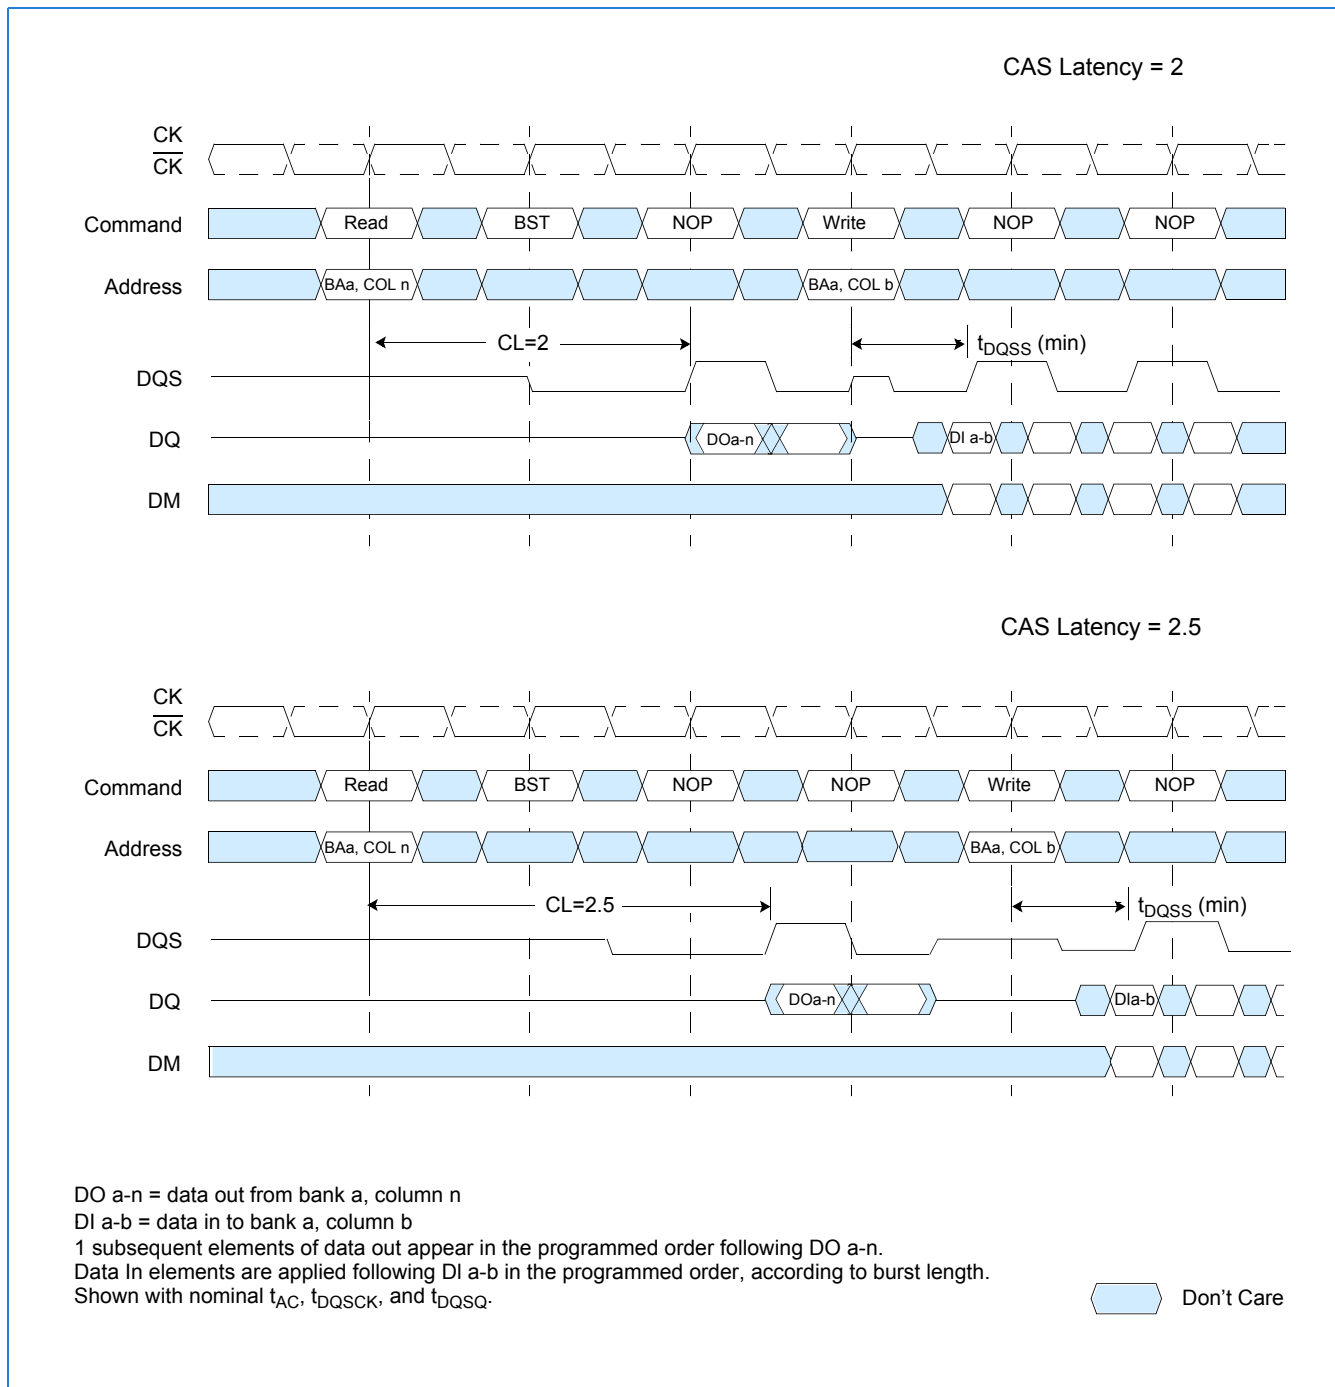 CAS Latency = 2
CK
CK
Command Read BST NOP Write NOP NOP
Address BAa, COL n BAa, COL b
CL=2 tDQSS (min)
DQS
DQ DOa-n DI a-b
DM
CAS Latency = 2.5
CK
CK
Command Read BST NOP NOP Write NOP
Address BAa, COL n BAa, COL b
CL=2.5 tDQSS (min)
DQS
DQ DOa-n DIa-b
DM
DO a-n = data out from bank a, column n
DI a-b = data in to bank a, column b
1 subsequent elements of data out appear in the programmed order following DO a-n.
Data In elements are applied following DI a-b in the programmed order, according to burst length.
Shown with nominal tAC, tDQSCK, and tDQSQ.
Don't Care